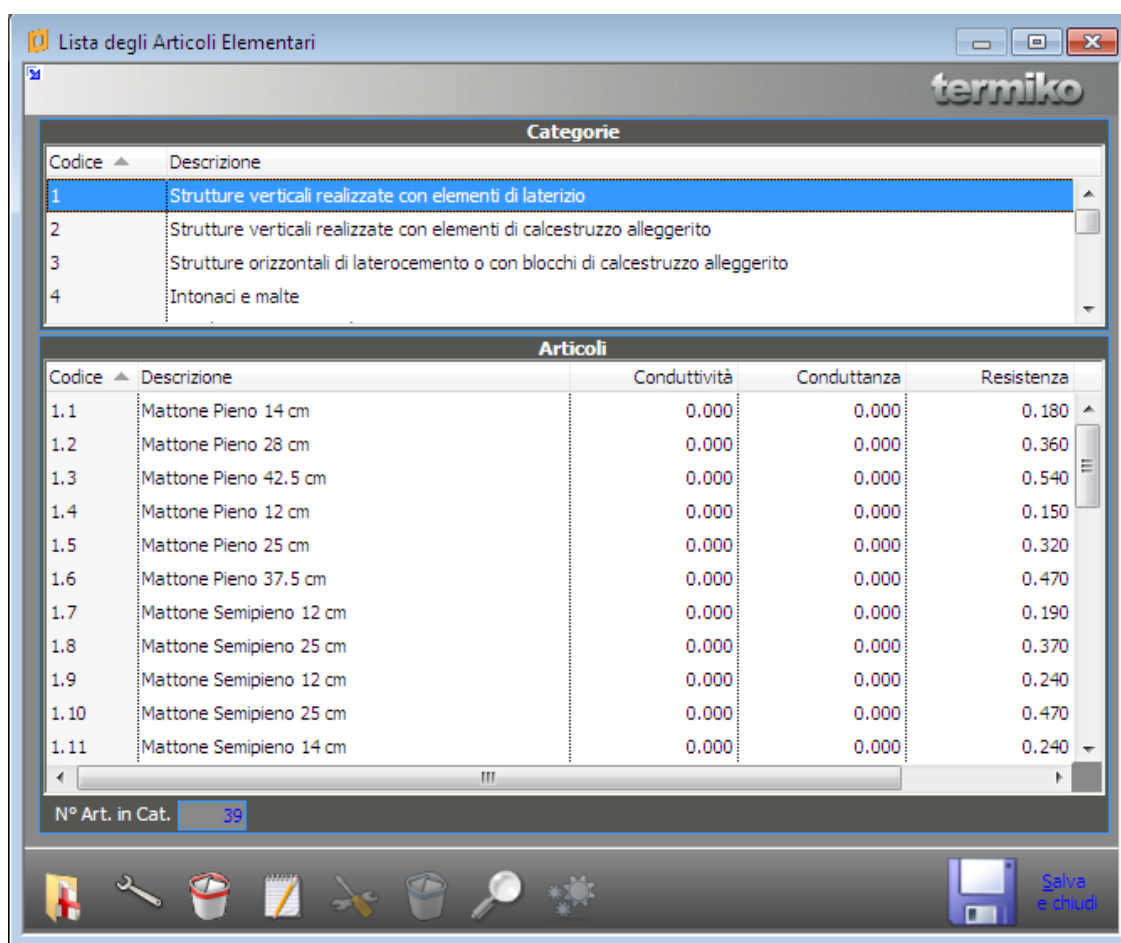 Lista degli Articoli Elementari
termiko
Categorie
Codice Descrizione
1 Strutture verticali realizzate con elementi di laterizio
2 Strutture verticali realizzate con elementi di calcestruzzo alleggerito
3 Strutture orizzontali di laterocemento o con blocchi di calcestruzzo alleggerito
4 Intonaci e malte
Articoli
Codice Descrizione Conduttività Conduttanza Resistenza
1.1 Mattone Pieno 14 cm 0.000 0.000 0.180
1.2 Mattone Pieno 28 cm 0.000 0.000 0.360
1.3 Mattone Pieno 42.5 cm 0.000 0.000 0.540
1.4 Mattone Pieno 12 cm 0.000 0.000 0.150
1.5 Mattone Pieno 25 cm 0.000 0.000 0.320
1.6 Mattone Pieno 37.5 cm 0.000 0.000 0.470
1.7 Mattone Semipieno 12 cm 0.000 0.000 0.190
1.8 Mattone Semipieno 25 cm 0.000 0.000 0.370
1.9 Mattone Semipieno 12 cm 0.000 0.000 0.240
1.10 Mattone Semipieno 25 cm 0.000 0.000 0.470
1.11 Mattone Semipieno 14 cm 0.000 0.000 0.240
N° Art. in Cat. 39
Salva
e chiudi